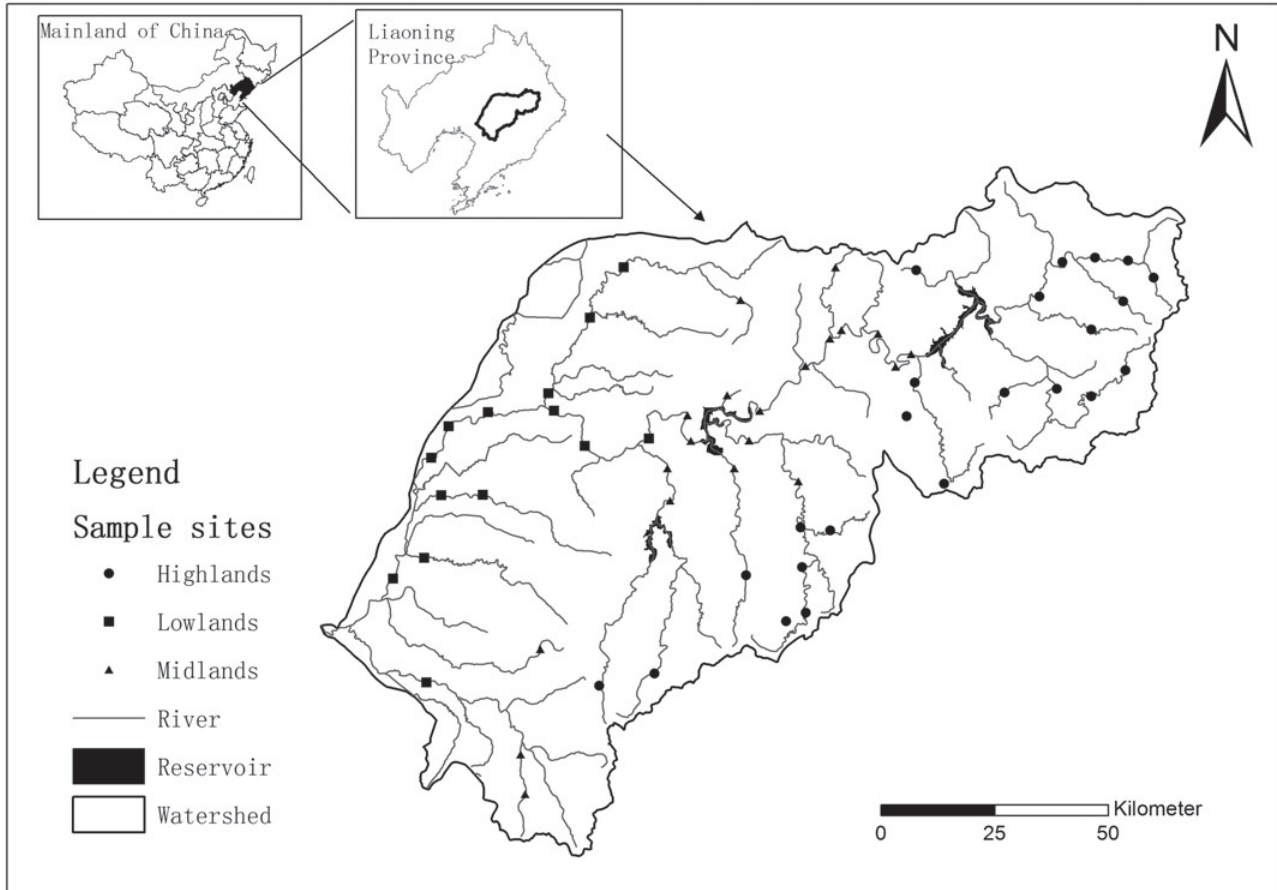 Mainland of China
Liaoning
Province
N
Legend
Sample sites
Highlands
Lowlands
Midlands
River
Reservoir
Watershed
Kilometer
0 25 50